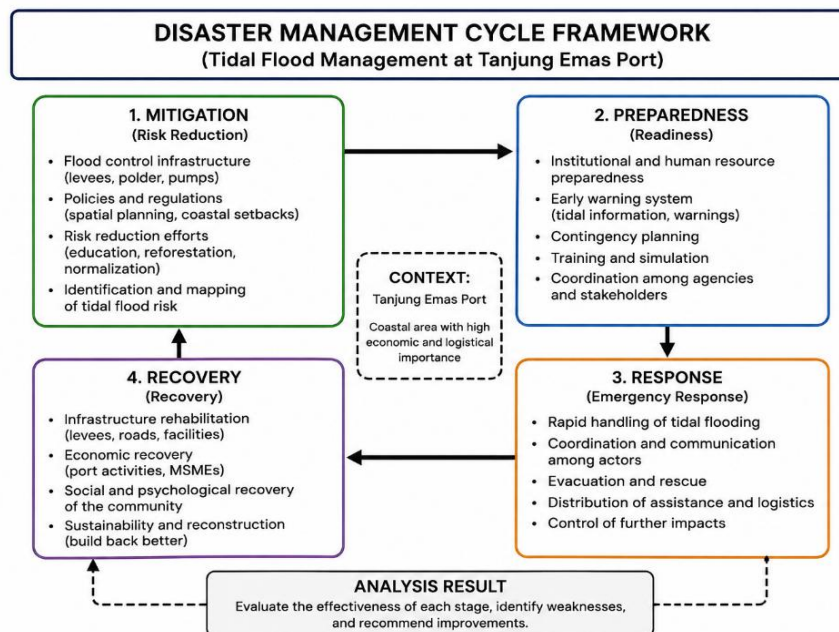 DISASTER MANAGEMENT CYCLE FRAMEWORK
(Tidal Flood Management at Tanjung Emas Port)
1. MITIGATION
(Risk Reduction)
• Flood control infrastructure
(levees, polder, pumps)
• Policies and regulations
(spatial planning, coastal setbacks)
• Risk reduction efforts
(education, reforestation,
normalization)
• Identification and mapping
of tidal flood risk
2. PREPAREDNESS
(Readiness)
• Institutional and human resource
preparedness
• Early warning system
(tidal information, warnings)
• Contingency planning
• Training and simulation
• Coordination among agencies
and stakeholders
CONTEXT:
Tanjung Emas Port
Coastal area with high
economic and logistical
importance
4. RECOVERY
(Recovery)
• Infrastructure rehabilitation
(levees, roads, facilities)
• Economic recovery
(port activities, MSMEs)
• Social and psychological recovery
of the community
• Sustainability and reconstruction
(build back better)
3. RESPONSE
(Emergency Response)
• Rapid handling of tidal flooding
• Coordination and communication
among actors
• Evacuation and rescue
• Distribution of assistance and logistics
• Control of further impacts
ANALYSIS RESULT
Evaluate the effectiveness of each stage, identify weaknesses,
and recommend improvements.